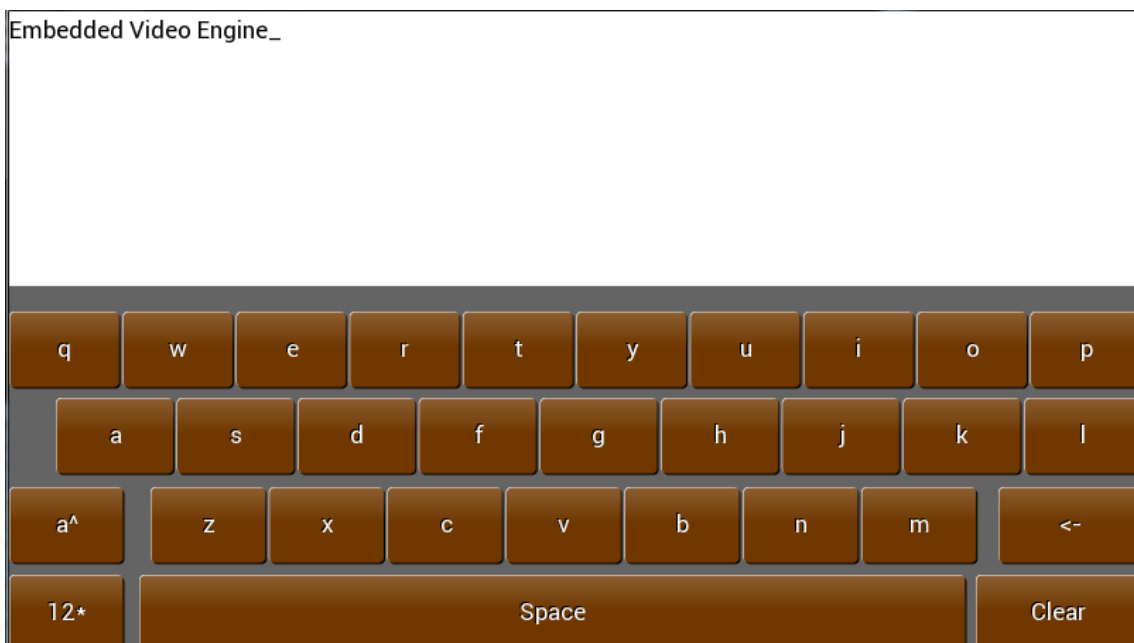 Embedded Video Engine_
q w e r t y u i o p
a s d f g h j k l
a^ z x c v b n m <-
12* Space Clear